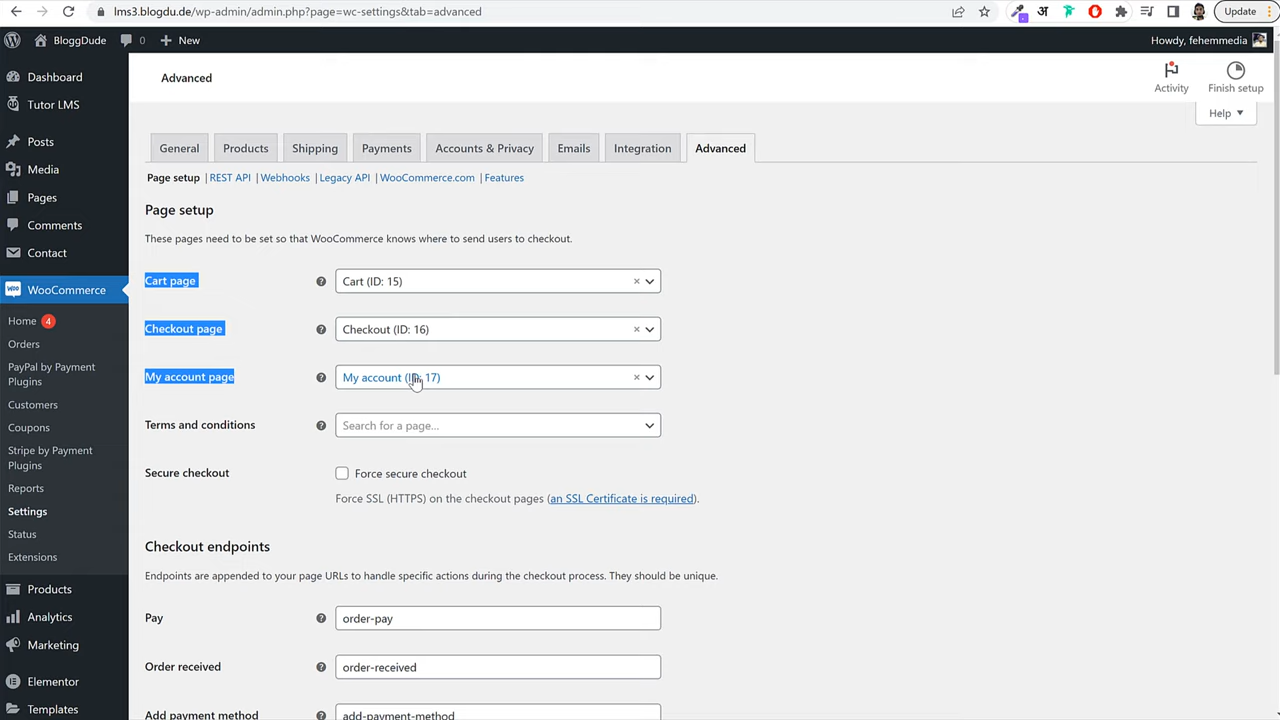 lms3.blogdu.de/wp-admin/admin.php?page=wc-settings&tab=advanced
Update
BloggDude
0
New
Howdy, fehemmedia
Dashboard
Tutor LMS
Posts
Media
Pages
Comments
Contact
WooCommerce
Home 4
Orders
PayPal by Payment
Plugins
Customers
Coupons
Stripe by Payment
Plugins
Reports
Settings
Status
Extensions
Products
Analytics
Marketing
Elementor
Templates
Advanced
Activity
Finish setup
Help
General
Products
Shipping
Payments
Accounts & Privacy
Emails
Integration
Advanced
Page setup | REST API | Webhooks | Legacy API | WooCommerce.com | Features
Page setup
These pages need to be set so that WooCommerce knows where to send users to checkout.
Cart page
Cart (ID: 15)
Checkout page
Checkout (ID: 16)
My account page
My account (ID: 17)
Terms and conditions
Search for a page...
Secure checkout
Force secure checkout
Force SSL (HTTPS) on the checkout pages (an SSL Certificate is required).
Checkout endpoints
Endpoints are appended to your page URLs to handle specific actions during the checkout process. They should be unique.
Pay
order-pay
Order received
order-received
Add payment method
add-payment-method